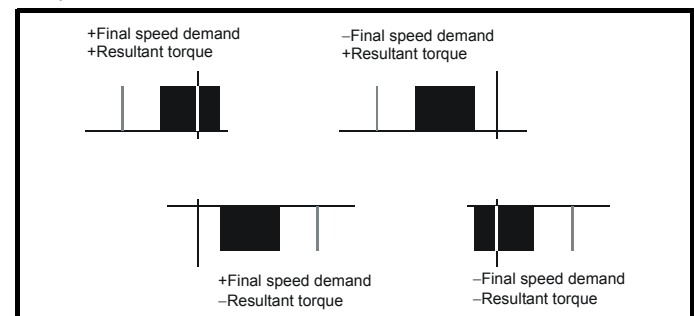 +Final speed demand
+Resultant torque
–Final speed demand
+Resultant torque
+Final speed demand
–Resultant torque
–Final speed demand
–Resultant torque